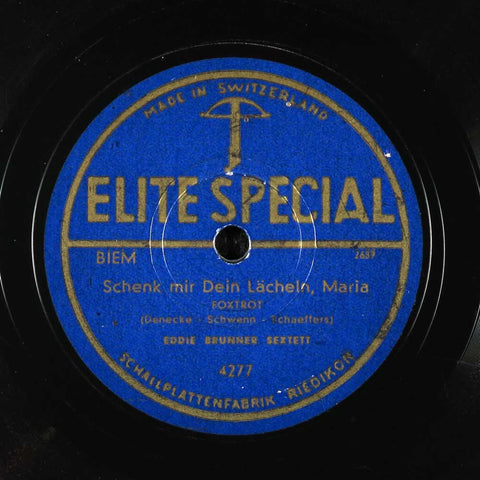 MADE IN SWITZERLAND
ELITE SPECIAL
BIEM
2689
Schenk mir Dein Lächeln, Maria
FOXTROT
(Denecke - Schwenn - Schaeffers)
EDDIE BRUNNER SEXTETT
4277
SCHALLPLATTENFABRIK RIEDIKON